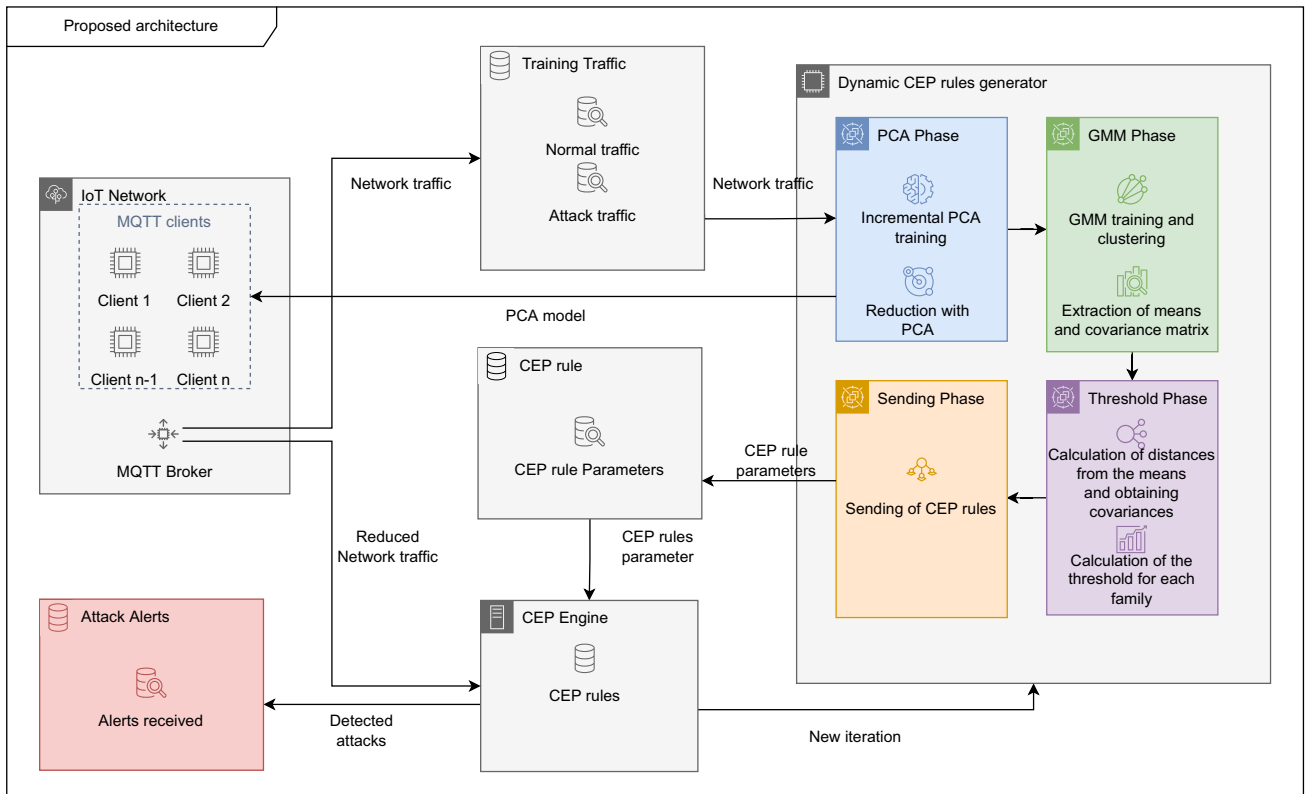 Proposed architecture
Training Traffic
Normal traffic
Attack traffic
Dynamic CEP rules generator
PCA Phase
Incremental PCA
training
Reduction with
PCA
GMM Phase
GMM training and
clustering
Extraction of means
and covariance matrix
Network traffic
Network traffic
IoT Network
MQTT clients
Client 1
Client 2
Client n-1
Client n
MQTT Broker
PCA model
CEP rule
CEP rule Parameters
CEP rule
parameters
Sending Phase
Sending of CEP rules
Threshold Phase
Calculation of distances
from the means
and obtaining
covariances
Calculation of the
threshold for each
family
Reduced
Network traffic
CEP rules
parameter
Attack Alerts
Alerts received
CEP Engine
CEP rules
Detected
attacks
New iteration